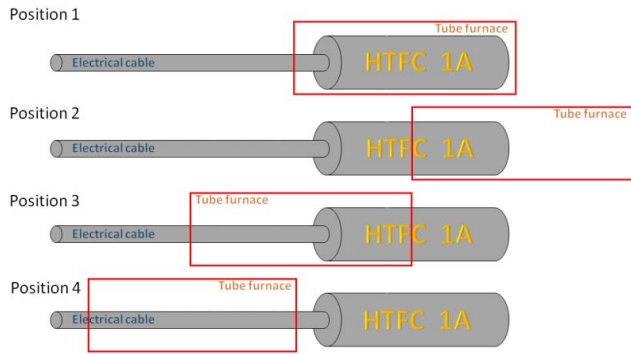 Position 1
Tube furnace
Electrical cable
HTFC 1A
Position 2
Tube furnace
Electrical cable
HTFC 1A
Position 3
Tube furnace
Electrical cable
HTFC 1A
Position 4
Tube furnace
Electrical cable
HTFC 1A